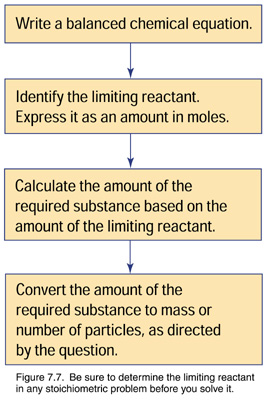 Write a balanced chemical equation.
Identify the limiting reactant.
Express it as an amount in moles.
Calculate the amount of the
required substance based on the
amount of the limiting reactant.
Convert the amount of the
required substance to mass or
number of particles, as directed
by the question.
Figure 7.7. Be sure to determine the limiting reactant
in any stoichiometric problem before you solve it.